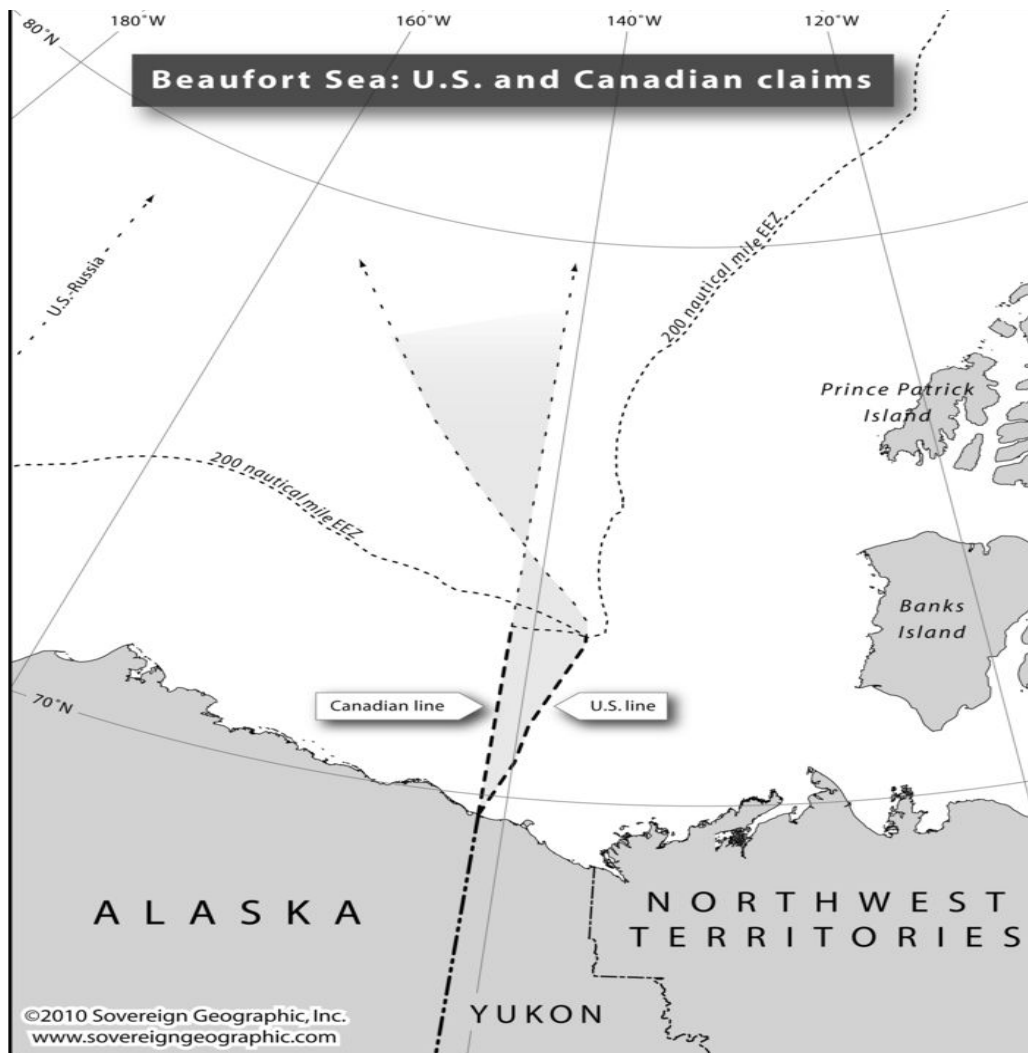 180°W
160°W
140°W
120°W
80°N
Beaufort Sea: U.S. and Canadian claims
200 nautical mile EEZ
U.S.-Russia
Prince Patrick
Island
200 nautical mile EEZ
Banks
Island
70°N
Canadian line
U.S. line
ALASKA
NORTHWEST
TERRITORIES
YUKON
©2010 Sovereign Geographic, Inc.
www.sovereigngeographic.com